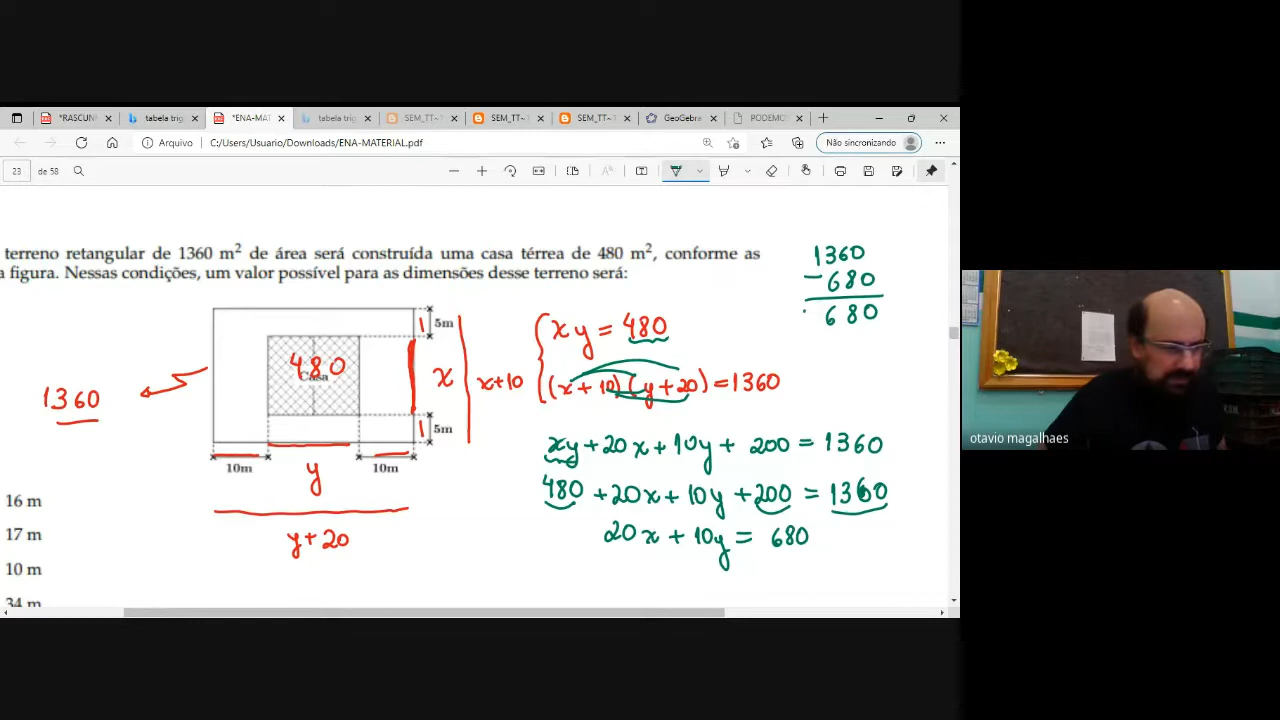 *RASCUN
tabela trig
*ENA-MAT
tabela trig
SEM_TT~
SEM_TT~
SEM_TT~
GeoGebra
PODEMOS
Arquivo
C:/Users/Usuario/Downloads/ENA-MATERIAL.pdf
Não sincronizando
23 de 58
terreno retangular de 1360 m² de área será construída uma casa térrea de 480 m², conforme as
a figura. Nessas condições, um valor possível para as dimensões desse terreno será:
1360
- 680
680
5m
480
Casa
x
x+10
1360
5m
10m
y
10m
y+20
xy = 480
(x+10)(y+20)=1360
xy+20x+10y+200=1360
480+20x+10y+200=1360
20x+10y=680
16 m
17 m
10 m
34 m
otavio magalhaes